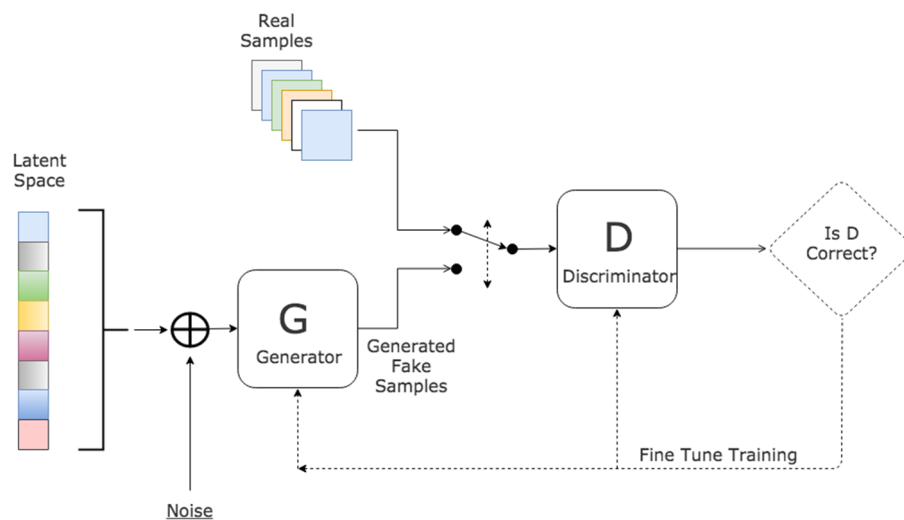 Real
Samples
Latent
Space
G
Generator
Generated
Fake
Samples
D
Discriminator
Is D
Correct?
Fine Tune Training
Noise